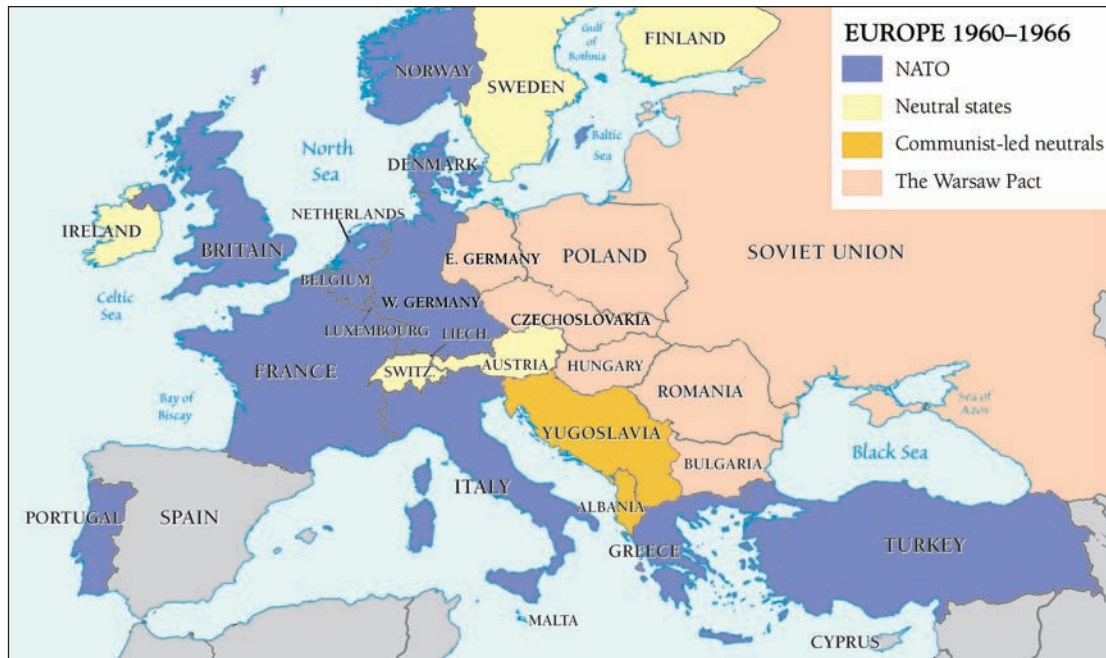 EUROPE 1960–1966
NATO
Neutral states
Communist-led neutrals
The Warsaw Pact
Gulf
of
Bothnia
FINLAND
NORWAY
SWEDEN
North
Sea
Baltic
Sea
DENMARK
NETHERLANDS
IRELAND
BRITAIN
BELGIUM
E. GERMANY
POLAND
SOVIET UNION
Celtic
Sea
W. GERMANY
LUXEMBOURG
LIECH.
CZECHOSLOVAKIA
FRANCE
SWITZ.
AUSTRIA
HUNGARY
ROMANIA
Bay of
Biscay
Sea of
Azov
YUGOSLAVIA
Black Sea
BULGARIA
ITALY
ALBANIA
PORTUGAL
SPAIN
GREECE
TURKEY
MALTA
CYPRUS